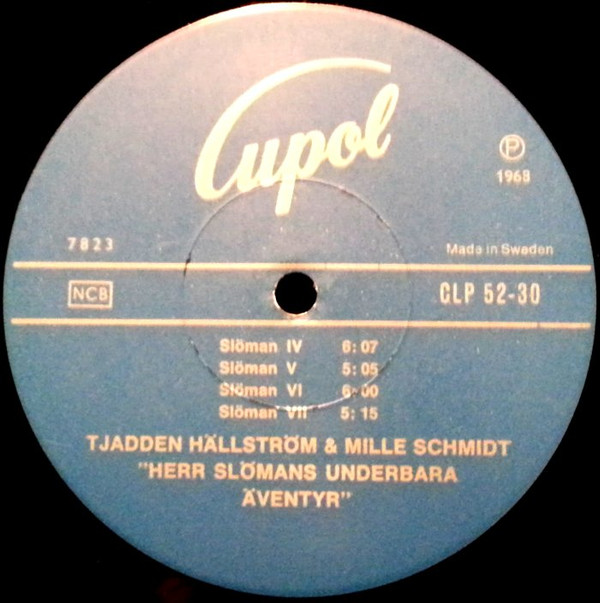 Cupol
Ⓟ
1968
7823
Made in Sweden
NCB
CLP 52-30
Slöman IV 6:07
Slöman V 5:05
Slöman VI 6:00
Slöman VII 5:15
TJADDEN HÄLLSTRÖM & MILLE SCHMIDT
"HERR SLÖMANS UNDERBARA
ÄVENTYR"